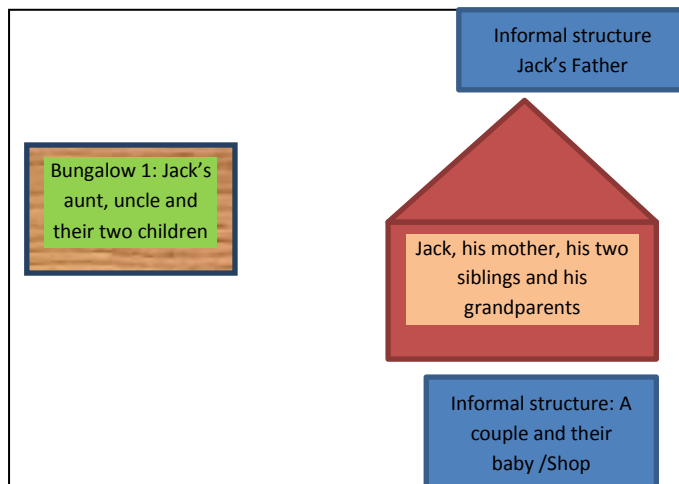 Informal structure
Jack’s Father
Bungalow 1: Jack’s
aunt, uncle and
their two children
Jack, his mother, his two
siblings and his
grandparents
Informal structure: A
couple and their
baby /Shop